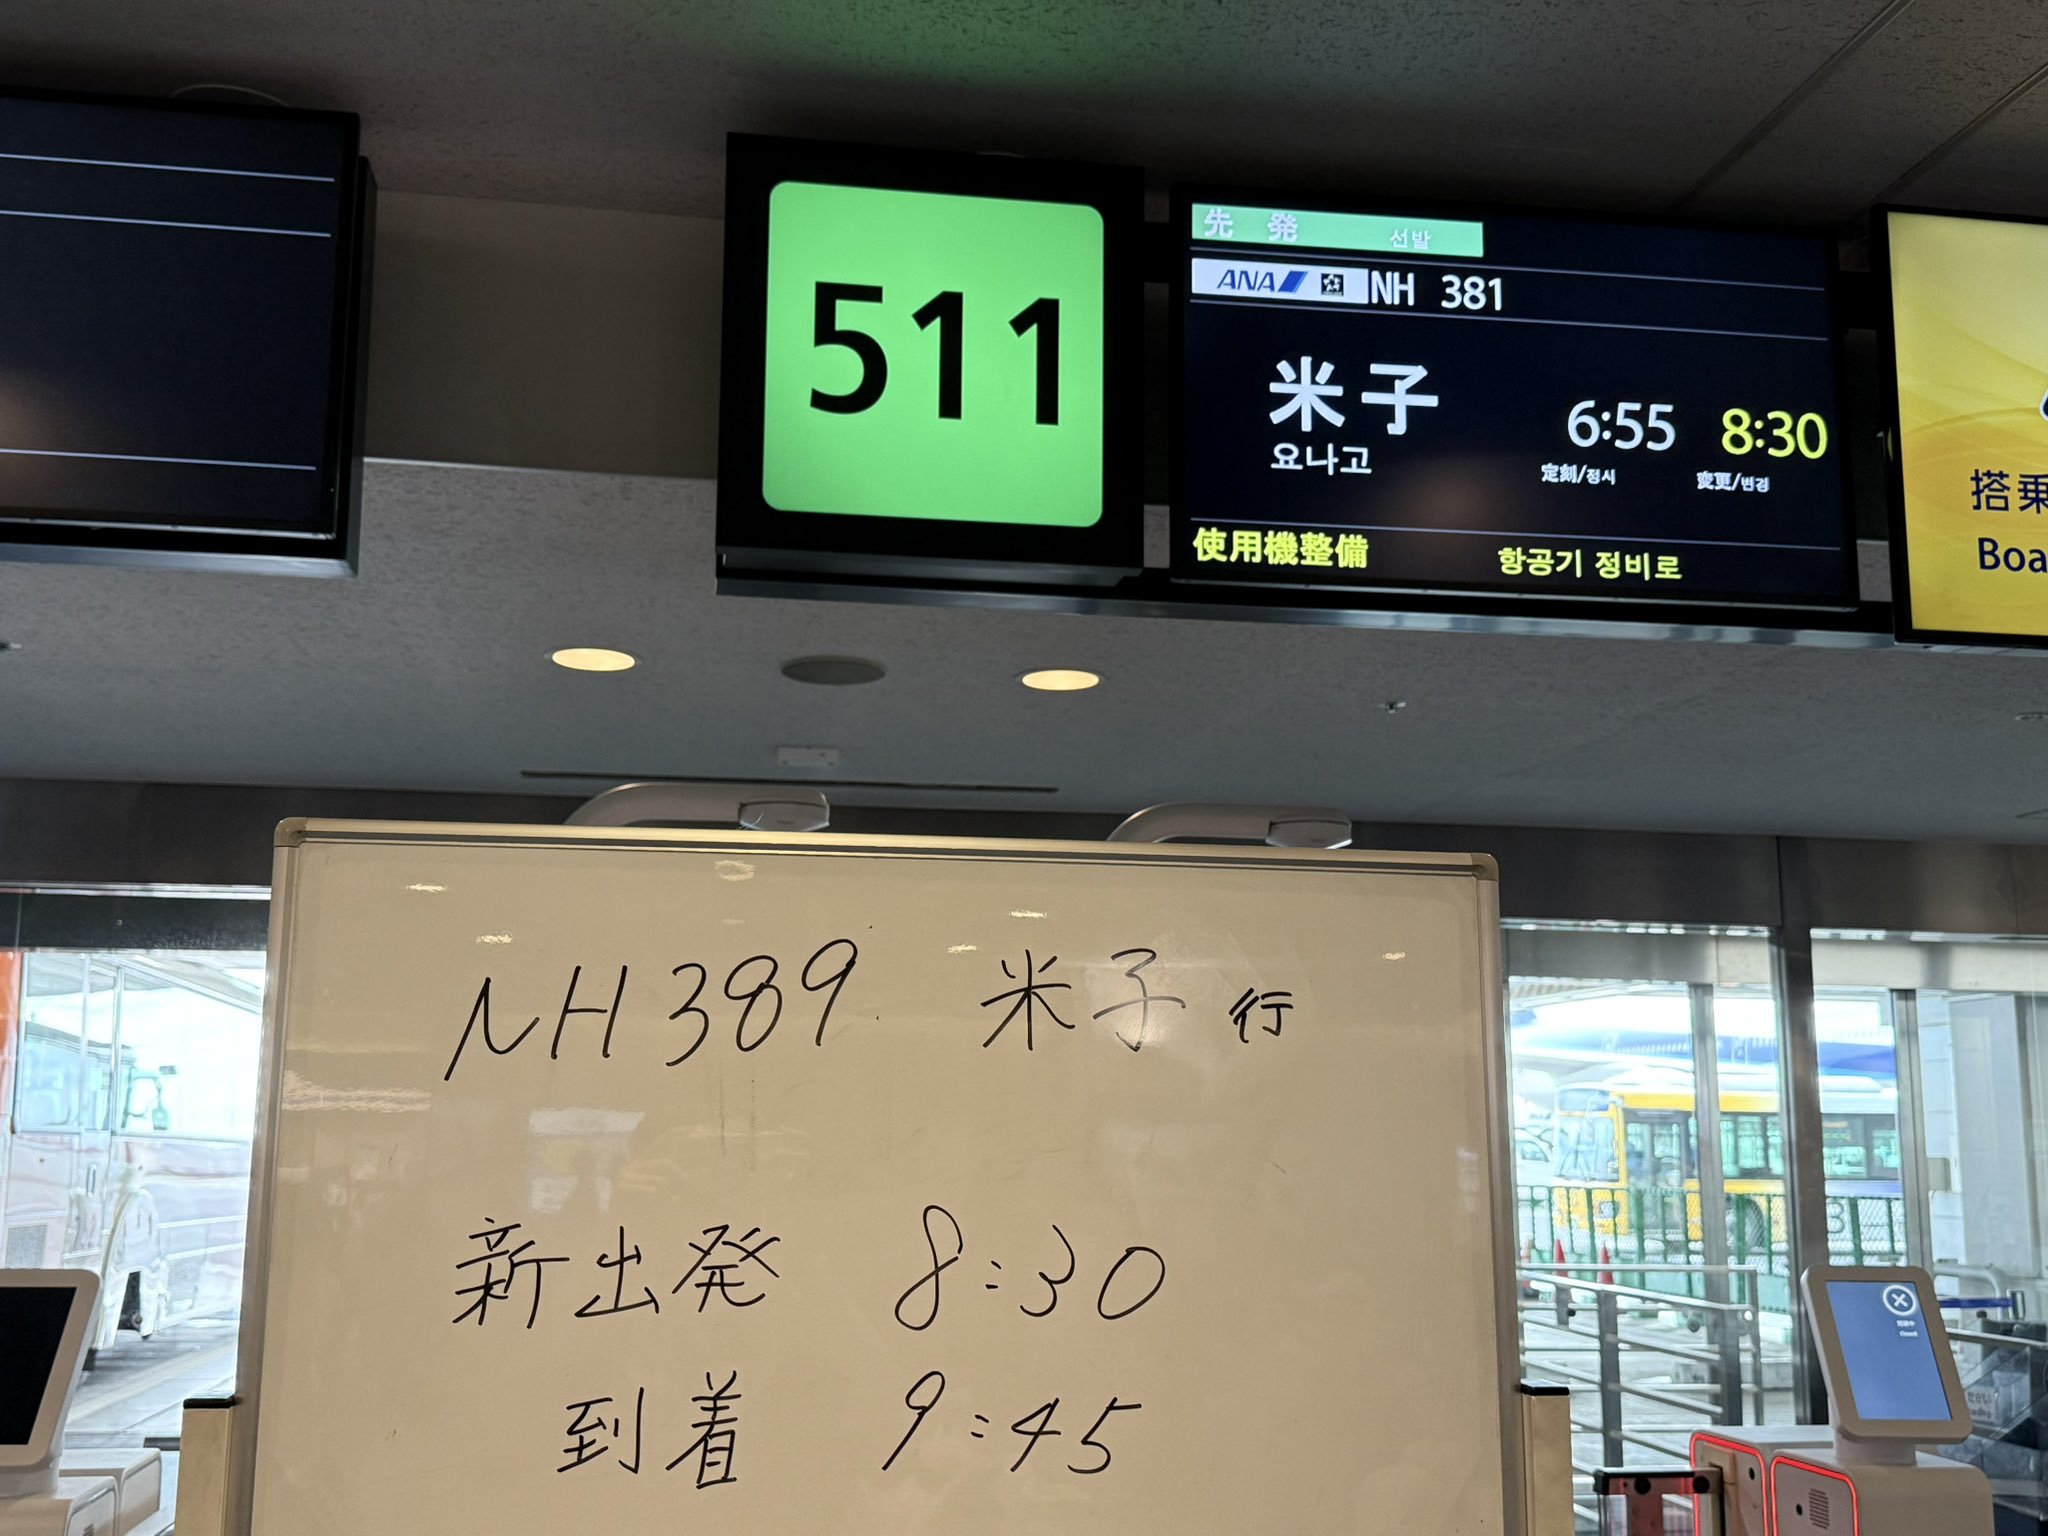 511
先 発 선발
ANA NH 381
米子 6:55 8:30
요나고 定刻/정시 変更/변경
使用機整備 항공기 정비로
搭乗
Boa
NH389 米子行
新出発 8:30
到着 9:45
Closed